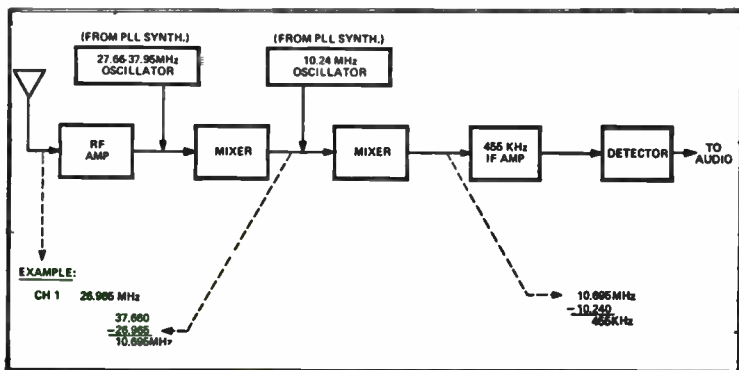 (FROM PLL SYNTH.)
(FROM PLL SYNTH.)
27.66-37.95MHz
OSCILLATOR
10.24 MHz
OSCILLATOR
RF
AMP
MIXER
MIXER
455 KHz
IF AMP
DETECTOR
TO
AUDIO
EXAMPLE:
CH 1 26.965 MHz
37.660
-26.965
10.695MHz
10.695MHz
-10.240
455KHz